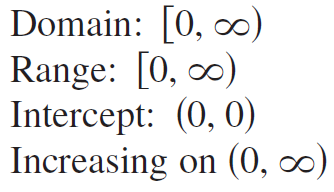 Domain: [0, ∞)
Range: [0, ∞)
Intercept: (0, 0)
Increasing on (0, ∞)